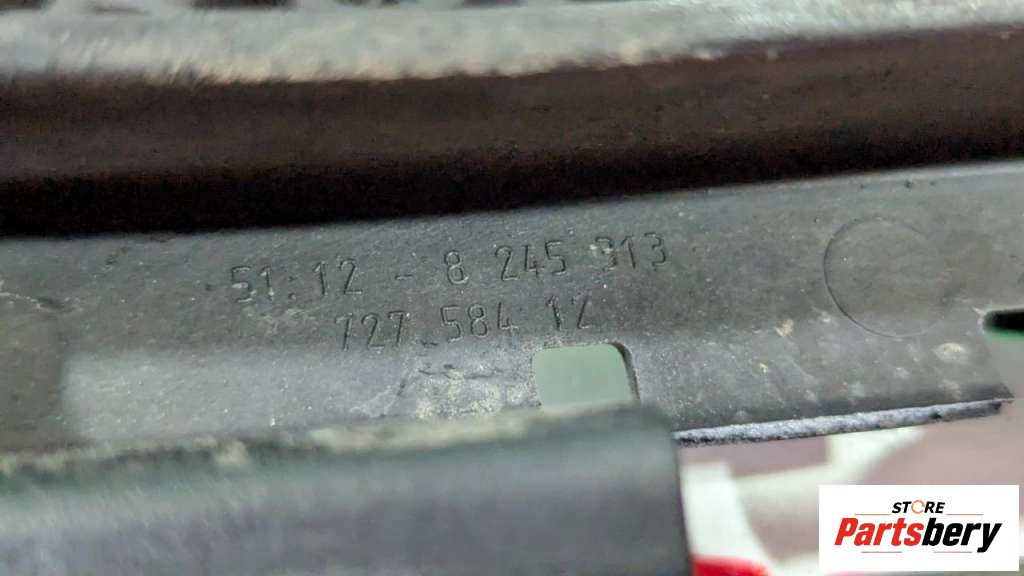 51.12 - 8 245 913
727 584 12
STORE
Partsbery